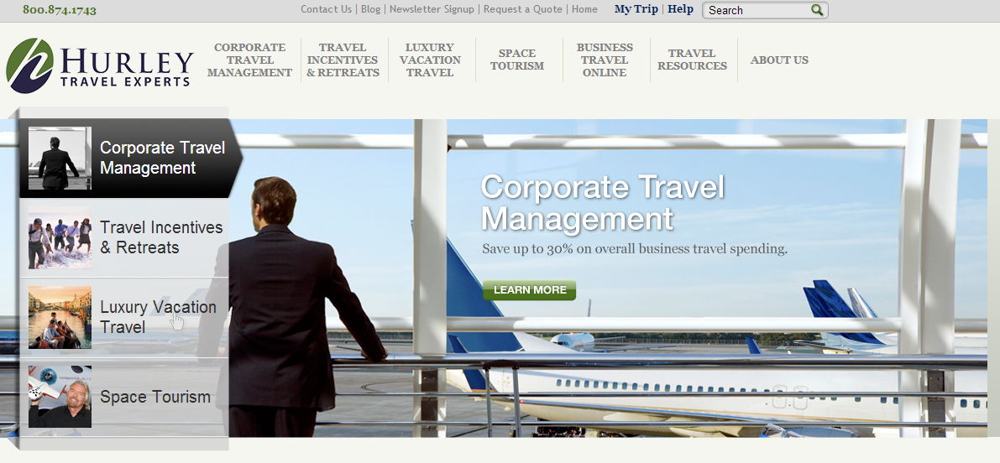 800.874.1743
Contact Us | Blog | Newsletter Signup | Request a Quote | Home
My Trip | Help
Search
HURLEY
TRAVEL EXPERTS
CORPORATE
TRAVEL
MANAGEMENT
TRAVEL
INCENTIVES
& RETREATS
LUXURY
VACATION
TRAVEL
SPACE
TOURISM
BUSINESS
TRAVEL
ONLINE
TRAVEL
RESOURCES
ABOUT US
Corporate Travel
Management
Travel Incentives
& Retreats
Luxury Vacation
Travel
Space Tourism
Corporate Travel
Management
Save up to 30% on overall business travel spending.
LEARN MORE